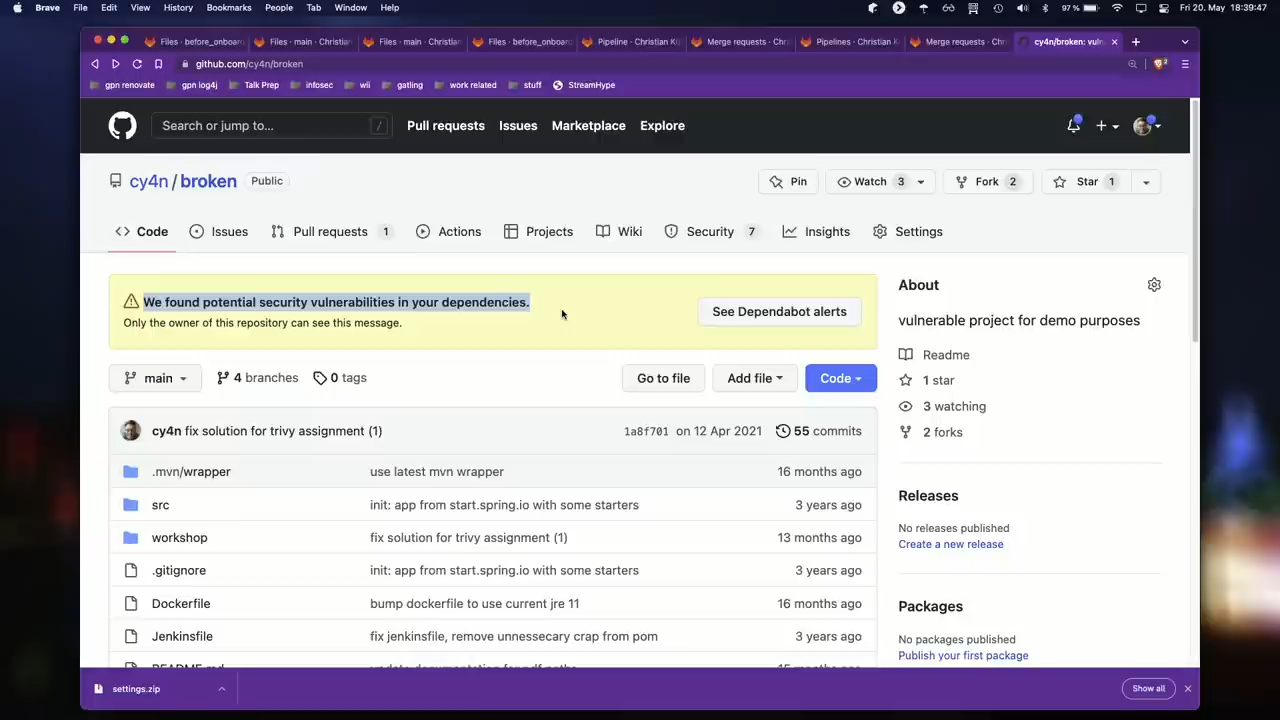 Brave File Edit View History Bookmarks People Tab Window Help 97 % Fri 20. May 18:39:47
Files · before_onboard Files · main · Christian Files · main · Christian Files · before_onboard Pipeline · Christian Kü Merge requests · Chri Pipelines · Christian K Merge requests · Chri cy4n/broken: vuln
github.com/cy4n/broken
gpn renovate gpn log4j Talk Prep infosec wii gatling work related stuff StreamHype
Search or jump to... / Pull requests Issues Marketplace Explore
cy4n / broken Public Pin Watch 3 Fork 2 Star 1
Code Issues Pull requests 1 Actions Projects Wiki Security 7 Insights Settings
We found potential security vulnerabilities in your dependencies.
Only the owner of this repository can see this message.
See Dependabot alerts
About
vulnerable project for demo purposes
Readme
1 star
3 watching
2 forks
main 4 branches 0 tags Go to file Add file Code
cy4n fix solution for trivy assignment (1) 1a8f701 on 12 Apr 2021 55 commits
.mvn/wrapper use latest mvn wrapper 16 months ago
src init: app from start.spring.io with some starters 3 years ago
workshop fix solution for trivy assignment (1) 13 months ago
.gitignore init: app from start.spring.io with some starters 3 years ago
Dockerfile bump dockerfile to use current jre 11 16 months ago
Jenkinsfile fix jenkinsfile, remove unnessecary crap from pom 3 years ago
Releases
No releases published
Create a new release
Packages
No packages published
Publish your first package
settings.zip Show all